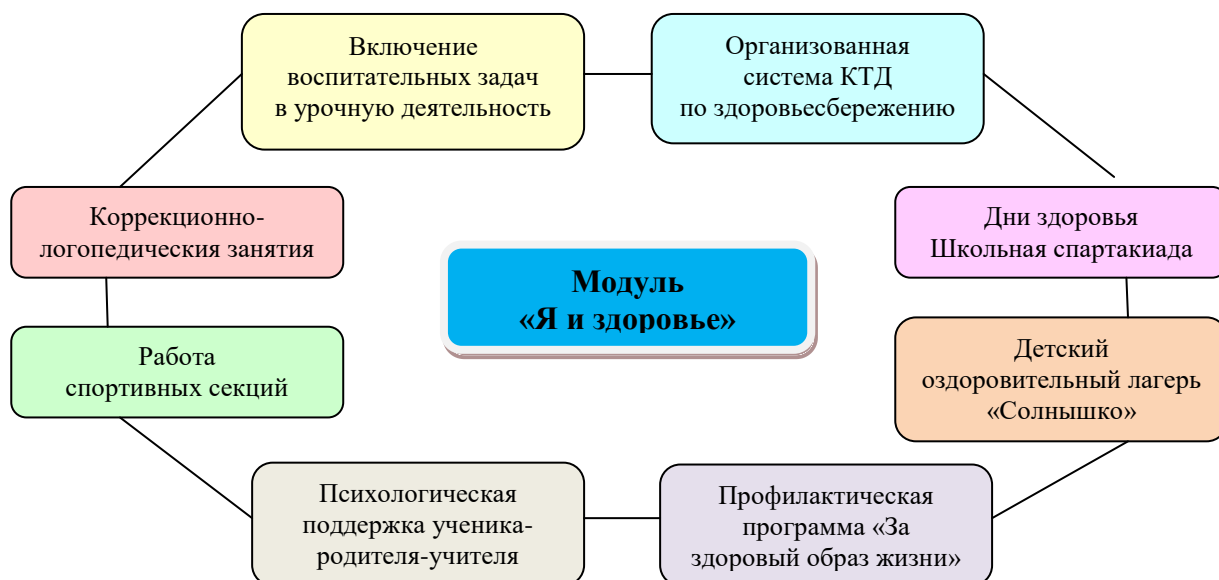 Включение
воспитательных задач
в урочную деятельность
Организованная
система КТД
по здоровьесбережению
Коррекционно-
логопедическия занятия
Дни здоровья
Школьная спартакиада
Модуль
«Я и здоровье»
Работа
спортивных секций
Детский
оздоровительный лагерь
«Солнышко»
Психологическая
поддержка ученика-
родителя-учителя
Профилактическая
программа «За
здоровый образ жизни»